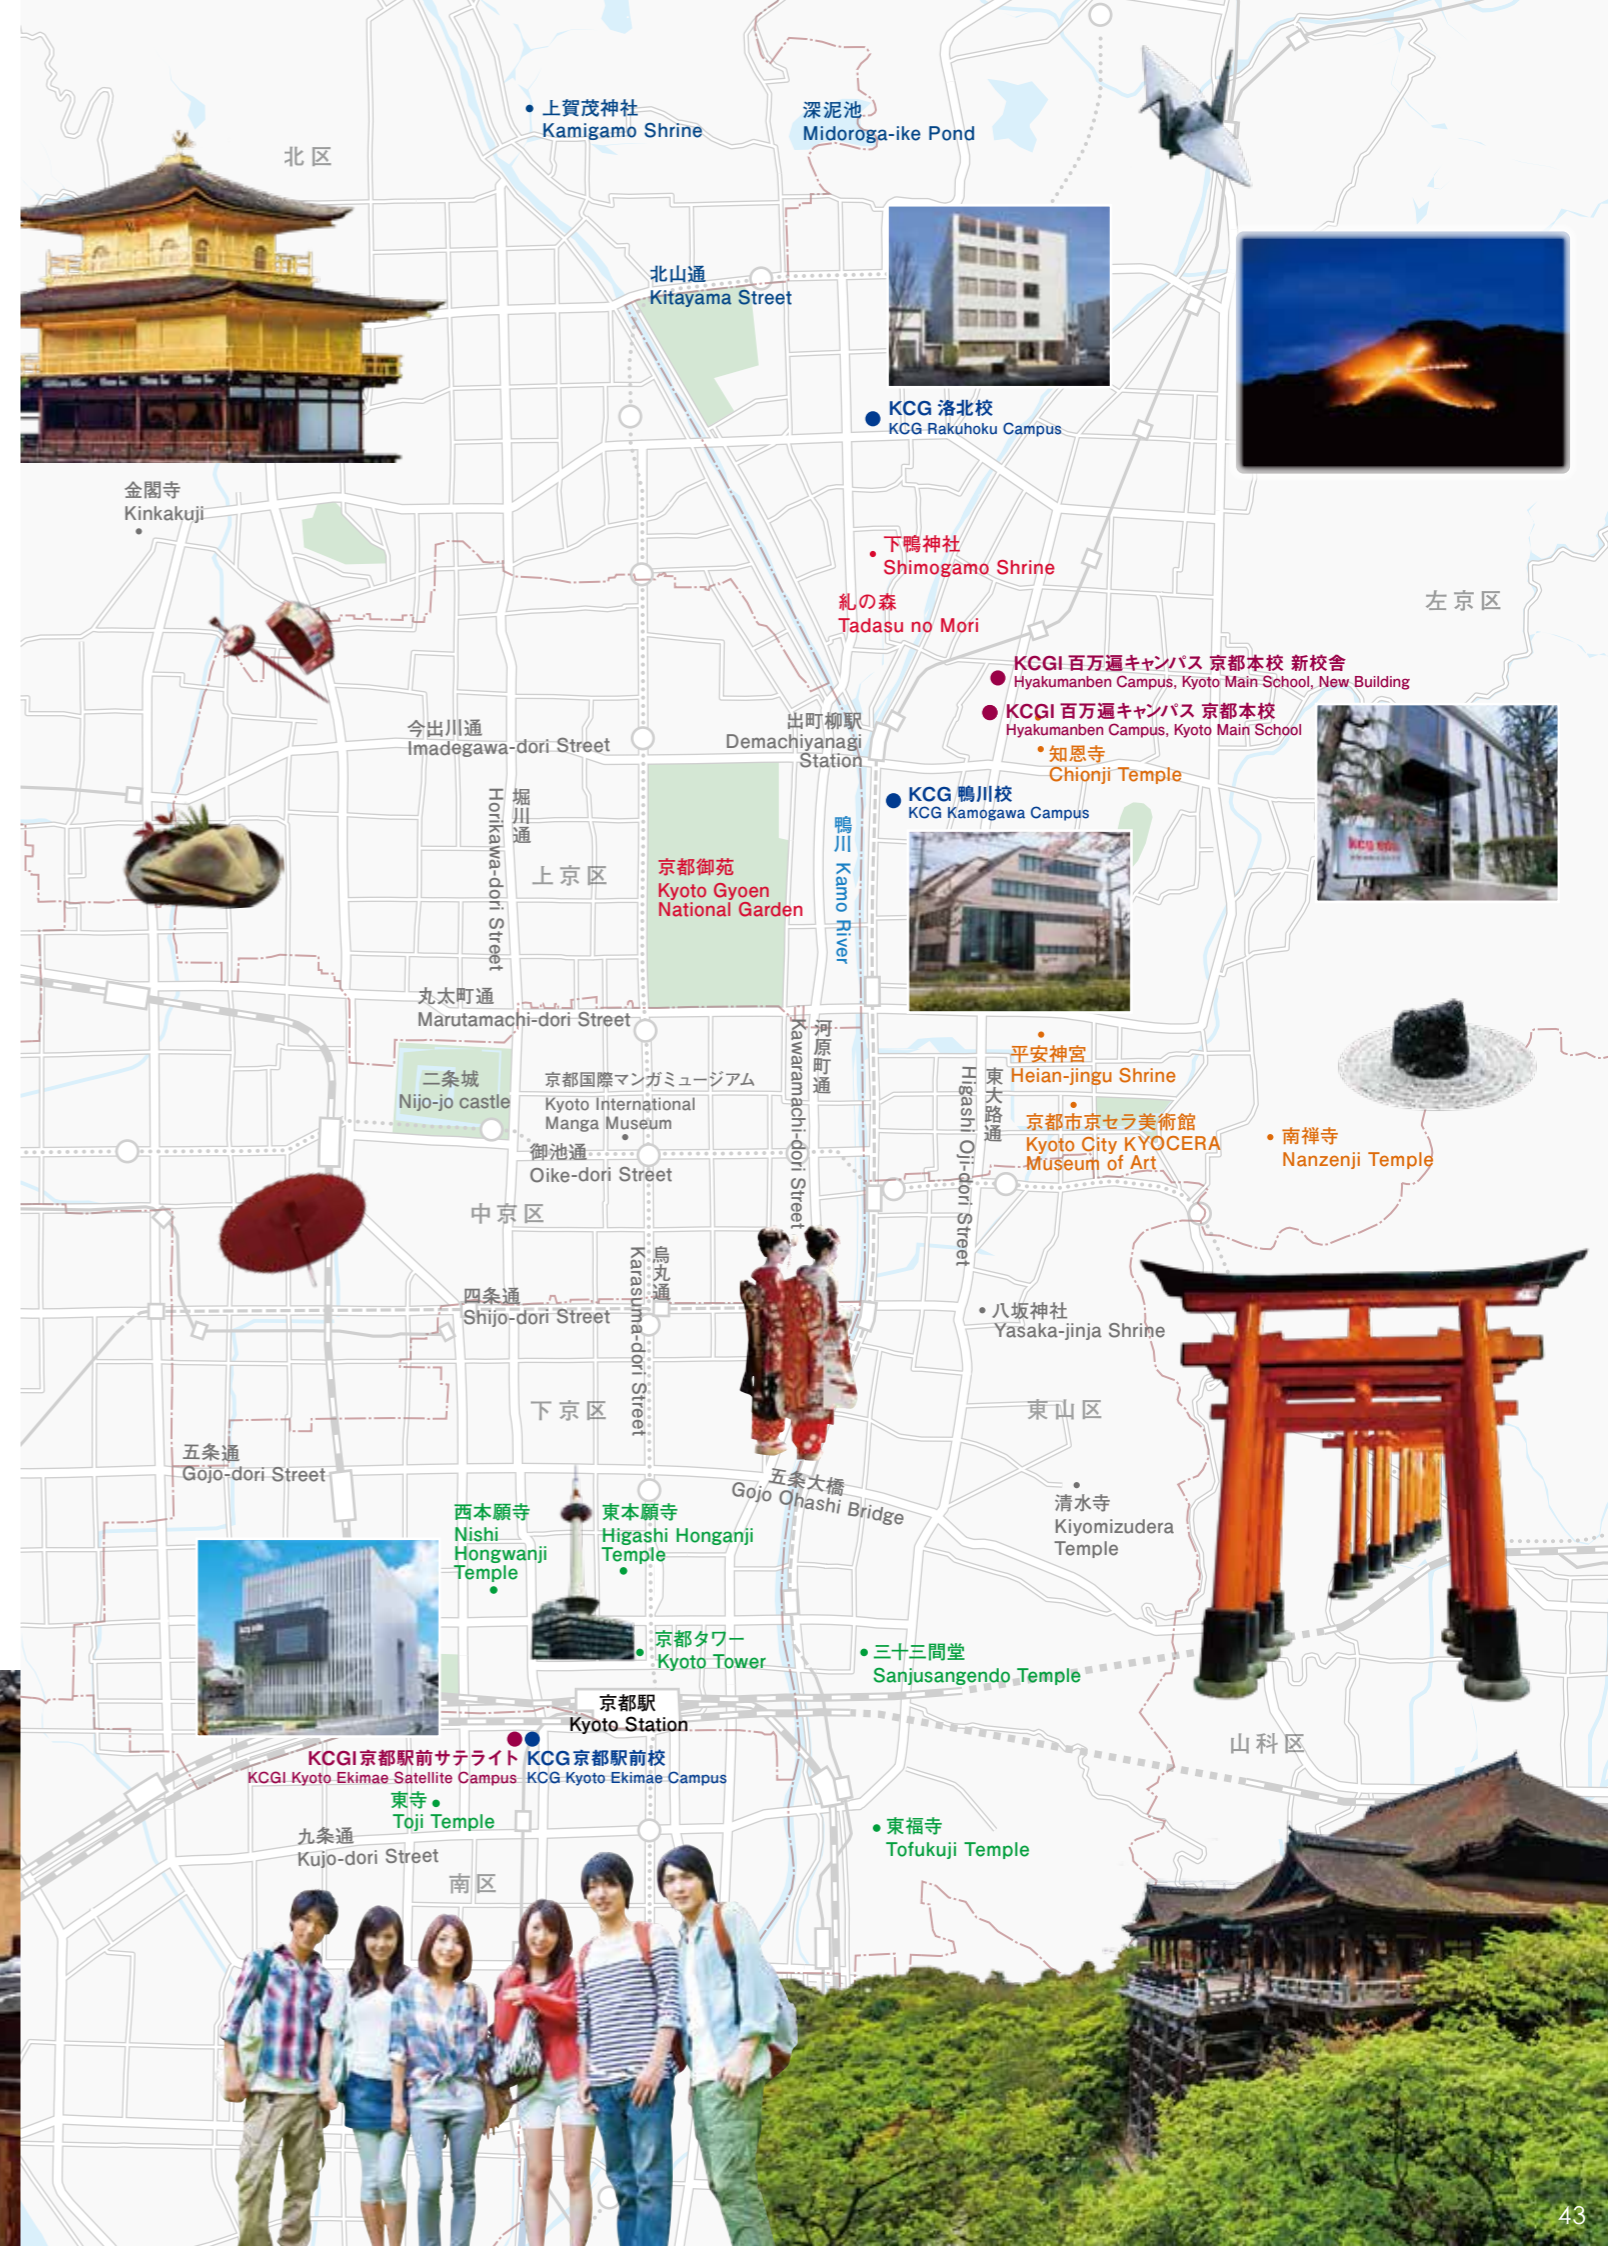 上賀茂神社
Kamigamo Shrine
深泥池
Midoroga-ike Pond
北区
北山通
Kitayama Street
KCG 洛北校
KCG Rakuhoku Campus
金閣寺
Kinkakuji
下鴨神社
Shimogamo Shrine
糺の森
Tadasu no Mori
左京区
KCGI 百万遍キャンパス 京都本校 新校舎
Hyakumanben Campus, Kyoto Main School, New Building
KCGI 百万遍キャンパス 京都本校
Hyakumanben Campus, Kyoto Main School
今出川通
Imadegawa-dori Street
出町柳駅
Demachiyanagi
Station
知恩寺
Chionji Temple
KCG 鴨川校
KCG Kamogawa Campus
堀川通
Horikawa-dori Street
鴨川 Kamo River
上京区
京都御苑
Kyoto Gyoen
National Garden
kcg.edu
丸太町通
Marutamachi-dori Street
河原町通
Kawaramachi-dori Street
平安神宮
Heian-jingu Shrine
東大路通
Higashi Oji-dori Street
二条城
Nijo-jo castle
京都国際マンガミュージアム
Kyoto International
Manga Museum
京都市京セラ美術館
Kyoto City KYOCERA
Museum of Art
南禅寺
Nanzenji Temple
御池通
Oike-dori Street
中京区
烏丸通
Karasuma-dori Street
四条通
Shijo-dori Street
八坂神社
Yasaka-jinja Shrine
下京区
東山区
五条通
Gojo-dori Street
五条大橋
Gojo Ohashi Bridge
清水寺
Kiyomizudera
Temple
西本願寺
Nishi
Hongwanji
Temple
東本願寺
Higashi Honganji
Temple
京都タワー
Kyoto Tower
三十三間堂
Sanjusangendo Temple
京都駅
Kyoto Station
山科区
KCGI京都駅前サテライト
KCGI Kyoto Ekimae Satellite Campus
KCG京都駅前校
KCG Kyoto Ekimae Campus
東寺
Toji Temple
東福寺
Tofukuji Temple
九条通
Kujo-dori Street
南区
43